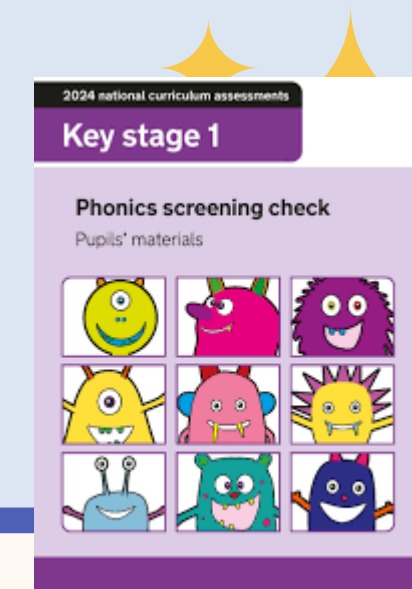 2024 national curriculum assessments
Key stage 1
Phonics screening check
Pupils' materials